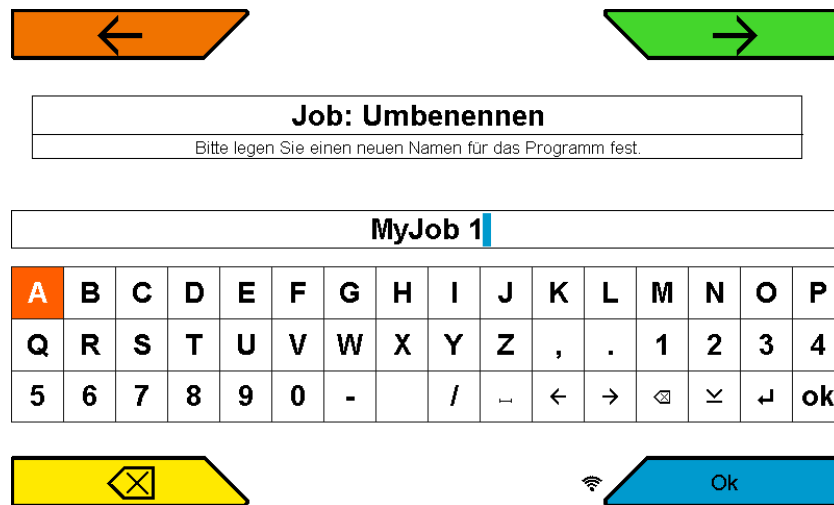 Job: Umbenennen
Bitte legen Sie einen neuen Namen für das Programm fest.
MyJob 1
A B C D E F G H I J K L M N O P
Q R S T U V W X Y Z , . 1 2 3 4
5 6 7 8 9 0 - / ⎵ ← → ⌫ ⌵ ↵ ok
Ok